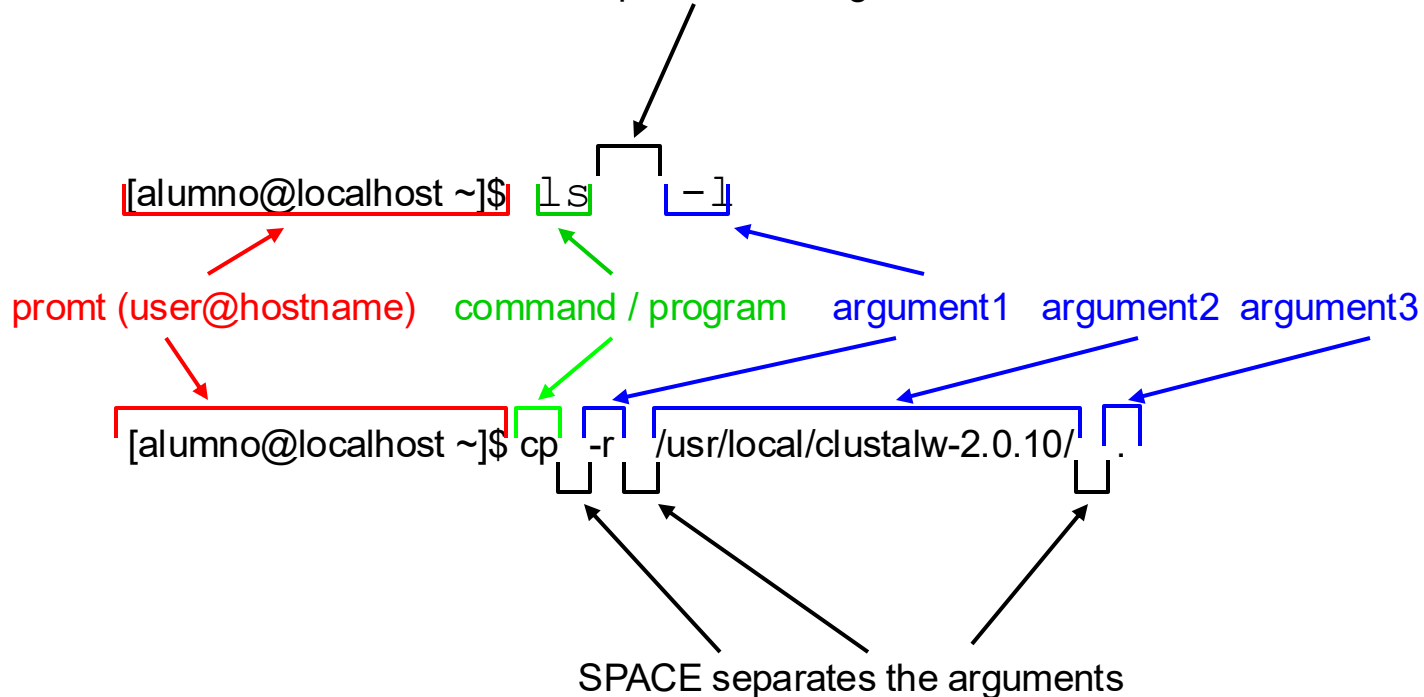 [alumno@localhost ~]$ ls -l
promt (user@hostname) command / program argument1 argument2 argument3
[alumno@localhost ~]$ cp -r /usr/local/clustalw-2.0.10/ .
SPACE separates the arguments